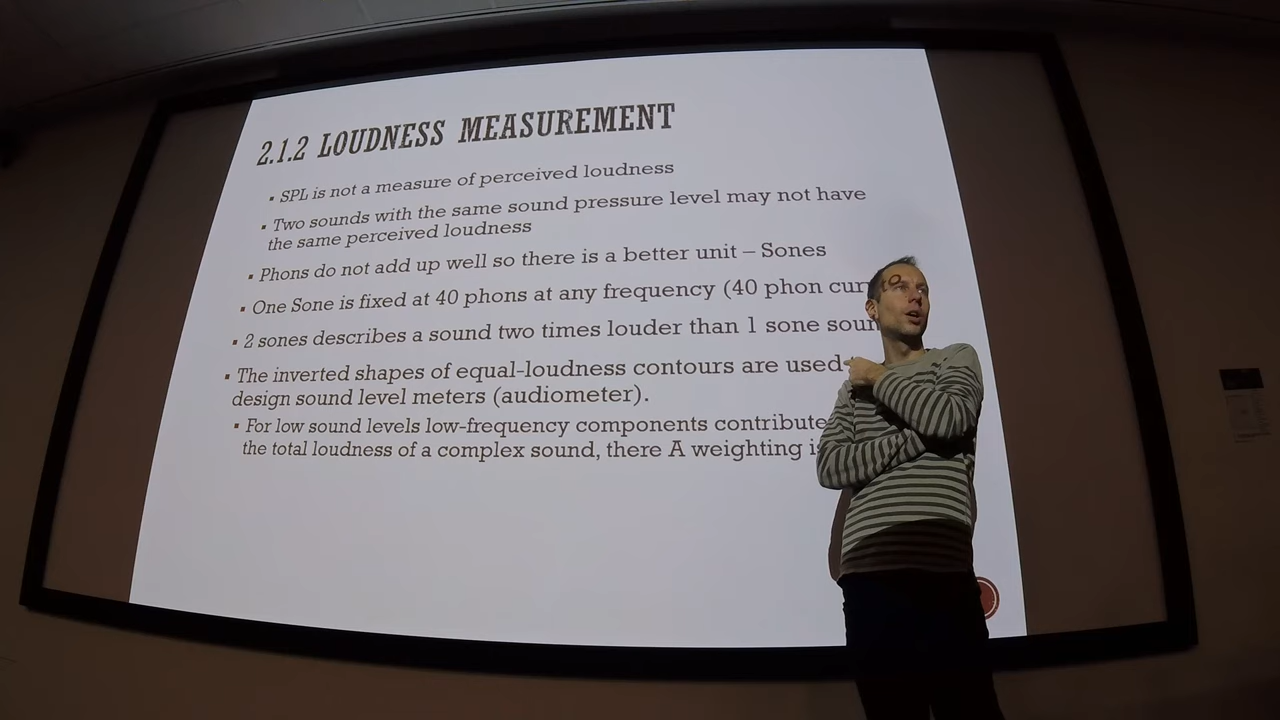 2.1.2 LOUDNESS MEASUREMENT
▪ SPL is not a measure of perceived loudness
▪ Two sounds with the same sound pressure level may not have
the same perceived loudness
▪ Phons do not add up well so there is a better unit – Sones
▪ One Sone is fixed at 40 phons at any frequency (40 phon
▪ 2 sones describes a sound two times louder than 1 sone
▪ The inverted shapes of equal-loudness contours are used
design sound level meters (audiometer).
▪ For low sound levels low-frequency components contribute
the total loudness of a complex sound, there A weighting